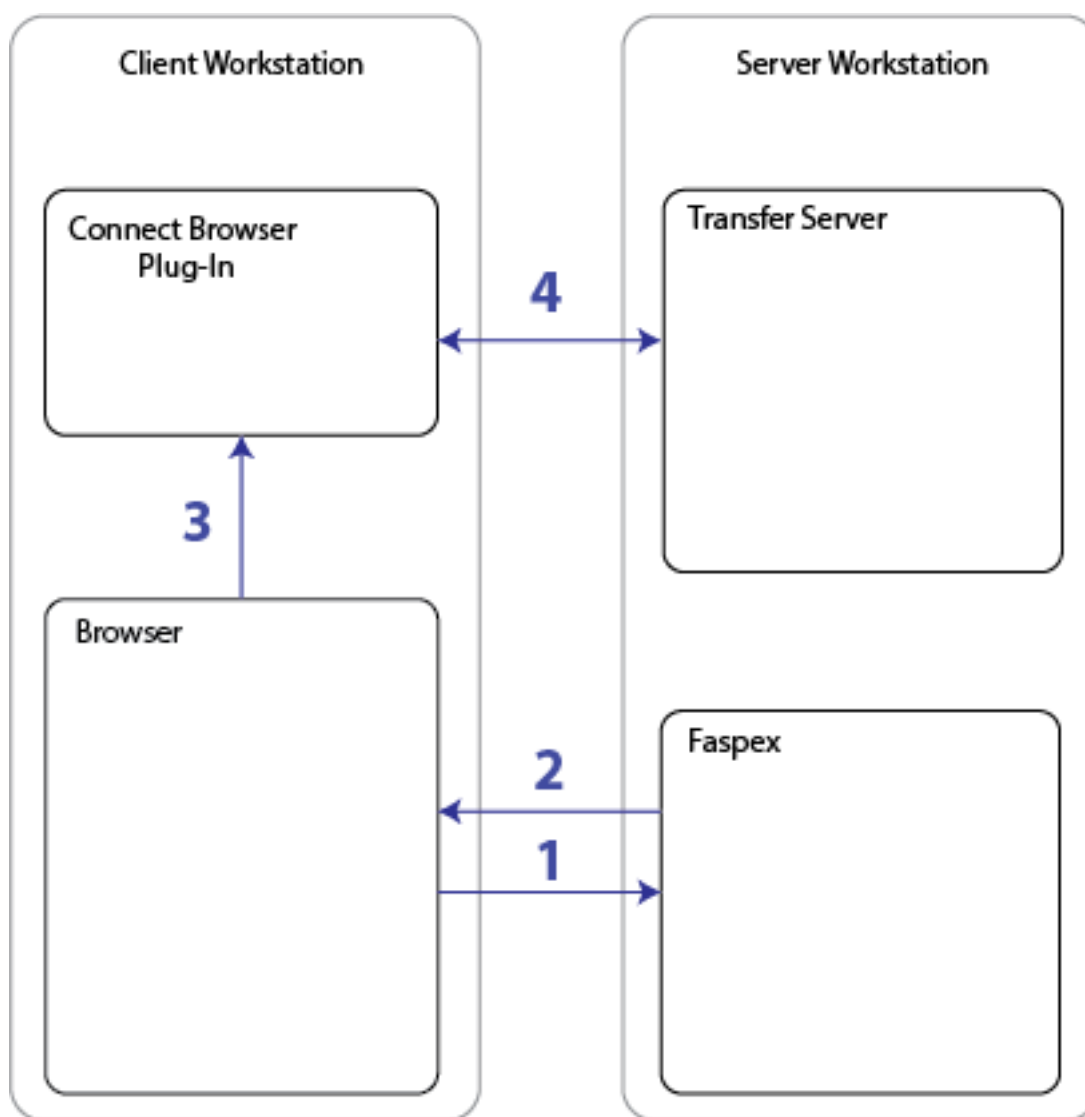 Client Workstation
Server Workstation
Connect Browser
Plug-In
Transfer Server
4
3
Browser
Faspex
2
1